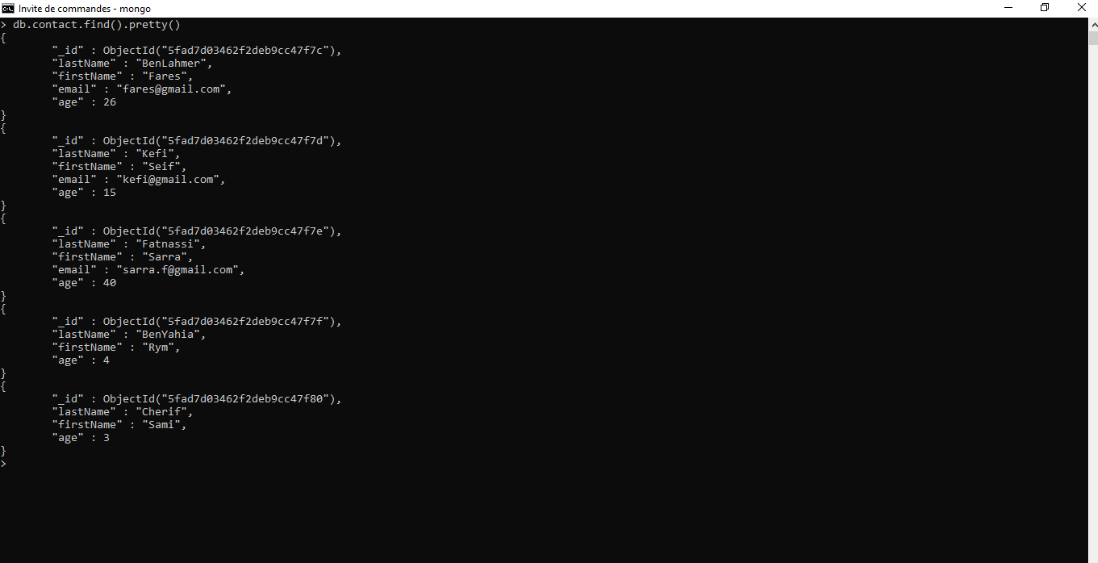 Invite de commandes - mongo
> db.contact.find().pretty()
{
"_id" : ObjectId("5fad7d03462f2deb9cc47f7c"),
"lastName" : "BenLahmer",
"firstName" : "Fares",
"email" : "fares@gmail.com",
"age" : 26
}
{
"_id" : ObjectId("5fad7d03462f2deb9cc47f7d"),
"lastName" : "Kefi",
"firstName" : "Seif",
"email" : "kefi@gmail.com",
"age" : 15
}
{
"_id" : ObjectId("5fad7d03462f2deb9cc47f7e"),
"lastName" : "Fatnassi",
"firstName" : "Sarra",
"email" : "sarra.f@gmail.com",
"age" : 40
}
{
"_id" : ObjectId("5fad7d03462f2deb9cc47f7f"),
"lastName" : "BenYahia",
"firstName" : "Rym",
"age" : 4
}
{
"_id" : ObjectId("5fad7d03462f2deb9cc47f80"),
"lastName" : "Cherif",
"firstName" : "Sami",
"age" : 3
}
>